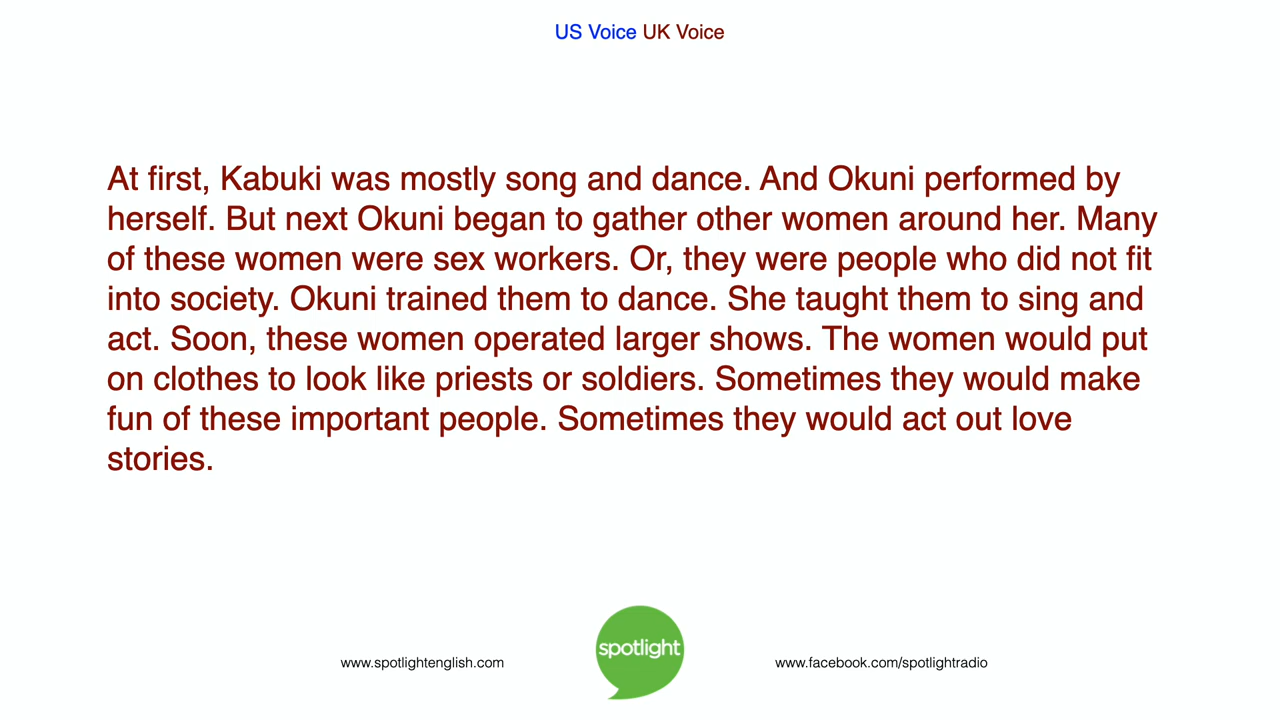 US Voice UK Voice
At first, Kabuki was mostly song and dance. And Okuni performed by
herself. But next Okuni began to gather other women around her. Many
of these women were sex workers. Or, they were people who did not fit
into society. Okuni trained them to dance. She taught them to sing and
act. Soon, these women operated larger shows. The women would put
on clothes to look like priests or soldiers. Sometimes they would make
fun of these important people. Sometimes they would act out love
stories.
www.spotlightenglish.com
spotlight
www.facebook.com/spotlightradio